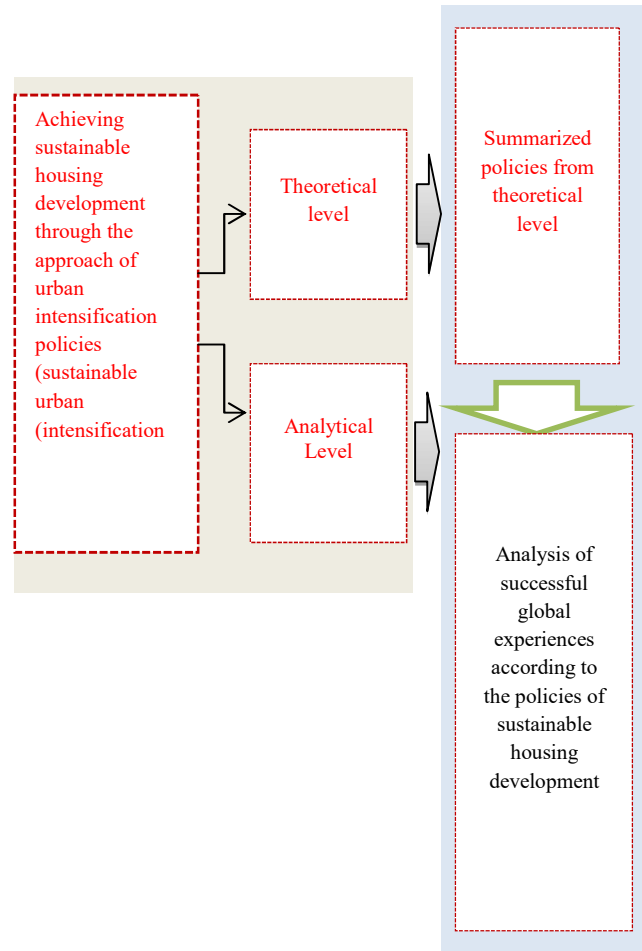 Achieving
sustainable
housing
development
through the
approach of
urban
intensification
policies
(sustainable
urban
(intensification
Theoretical
level
Analytical
Level
Summarized
policies from
theoretical
level
Analysis of
successful
global
experiences
according to
the policies of
sustainable
housing
development